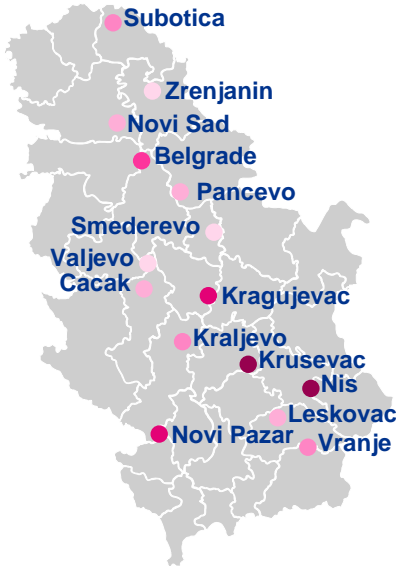 Subotica
Zrenjanin
Novi Sad
Belgrade
Pancevo
Smederevo
Valjevo
Cacak
Kragujevac
Kraljevo
Krusevac
Nis
Leskovac
Novi Pazar
Vranje